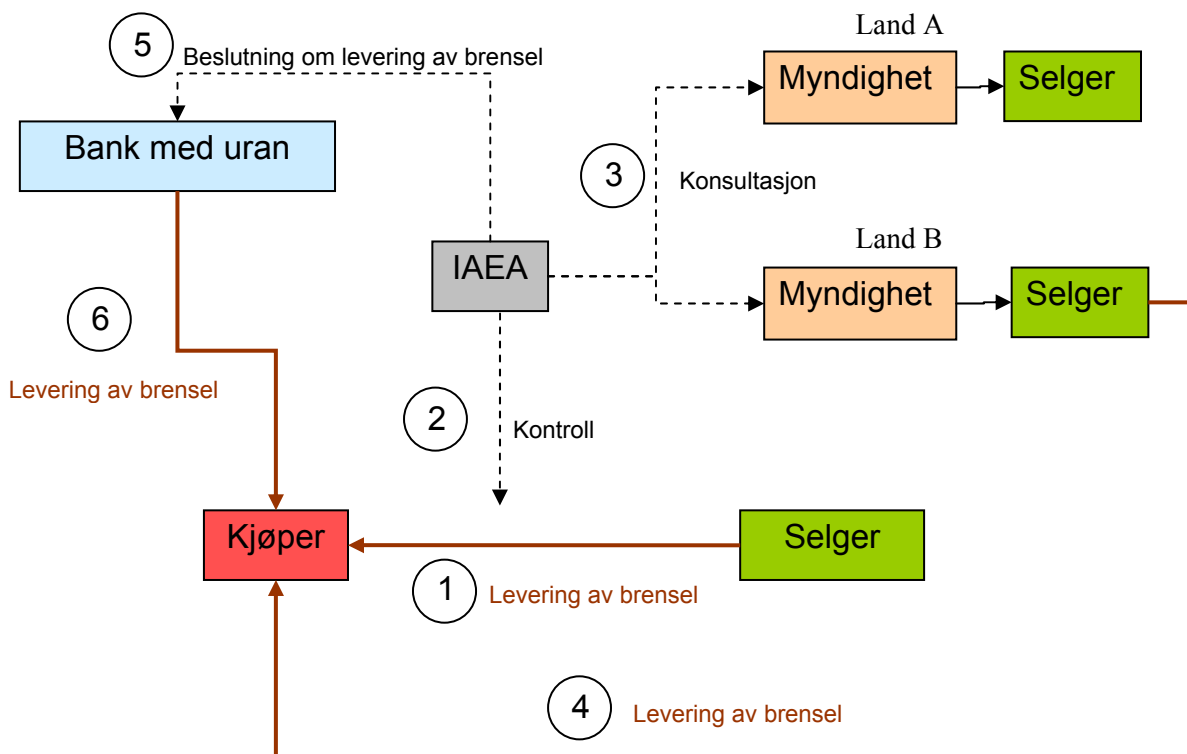 5
Beslutning om levering av brensel
Bank med uran
Land A
Myndighet
Selger
3
Konsultasjon
IAEA
Land B
Myndighet
Selger
6
Levering av brensel
2
Kontroll
Kjøper
Selger
1
Levering av brensel
4
Levering av brensel